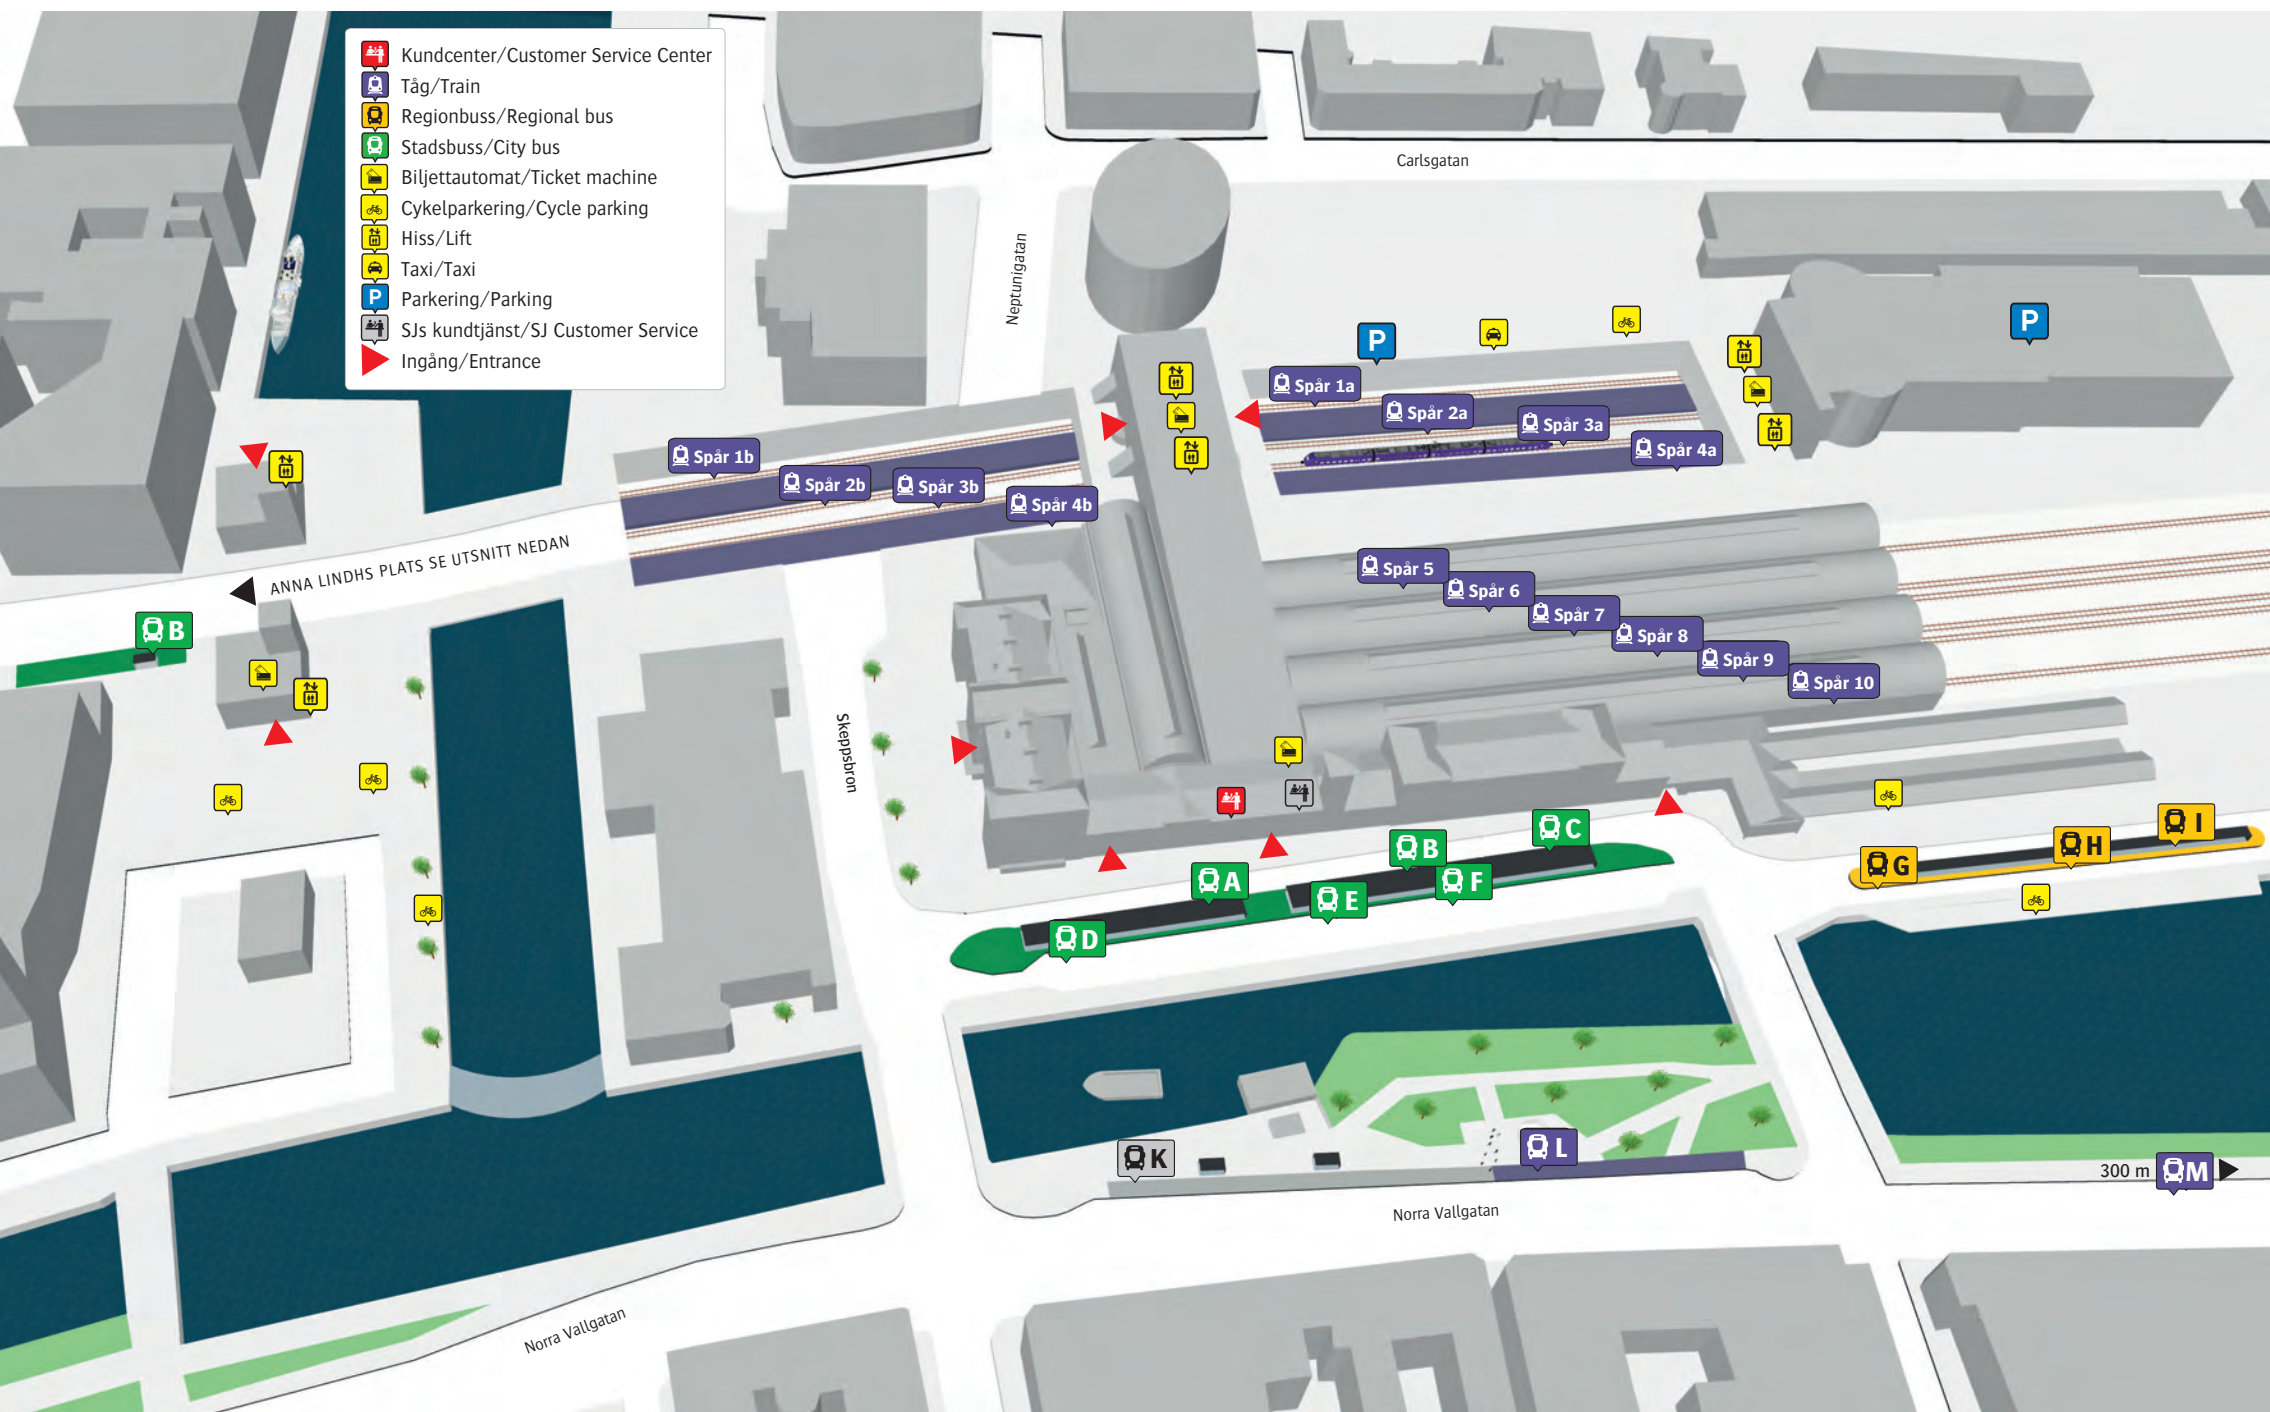 Kundcenter/Customer Service Center
Tåg/Train
Regionbuss/Regional bus
Stadsbuss/City bus
Biljettautomat/Ticket machine
Cykelparkering/Cycle parking
Hiss/Lift
Taxi/Taxi
P Parkering/Parking
SJs kundtjänst/SJ Customer Service
Ingång/Entrance
Carlsgatan
Neptunigatan
P
P
Spår 1a
Spår 2a
Spår 3a
Spår 4a
Spår 1b
Spår 2b
Spår 3b
Spår 4b
ANNA LINDHS PLATS SE UTSNITT NEDAN
B
Spår 5
Spår 6
Spår 7
Spår 8
Spår 9
Spår 10
Skeppsbron
A
B
C
D
E
F
G
H
I
K
L
300 m M
Norra Vallgatan
Norra Vallgatan